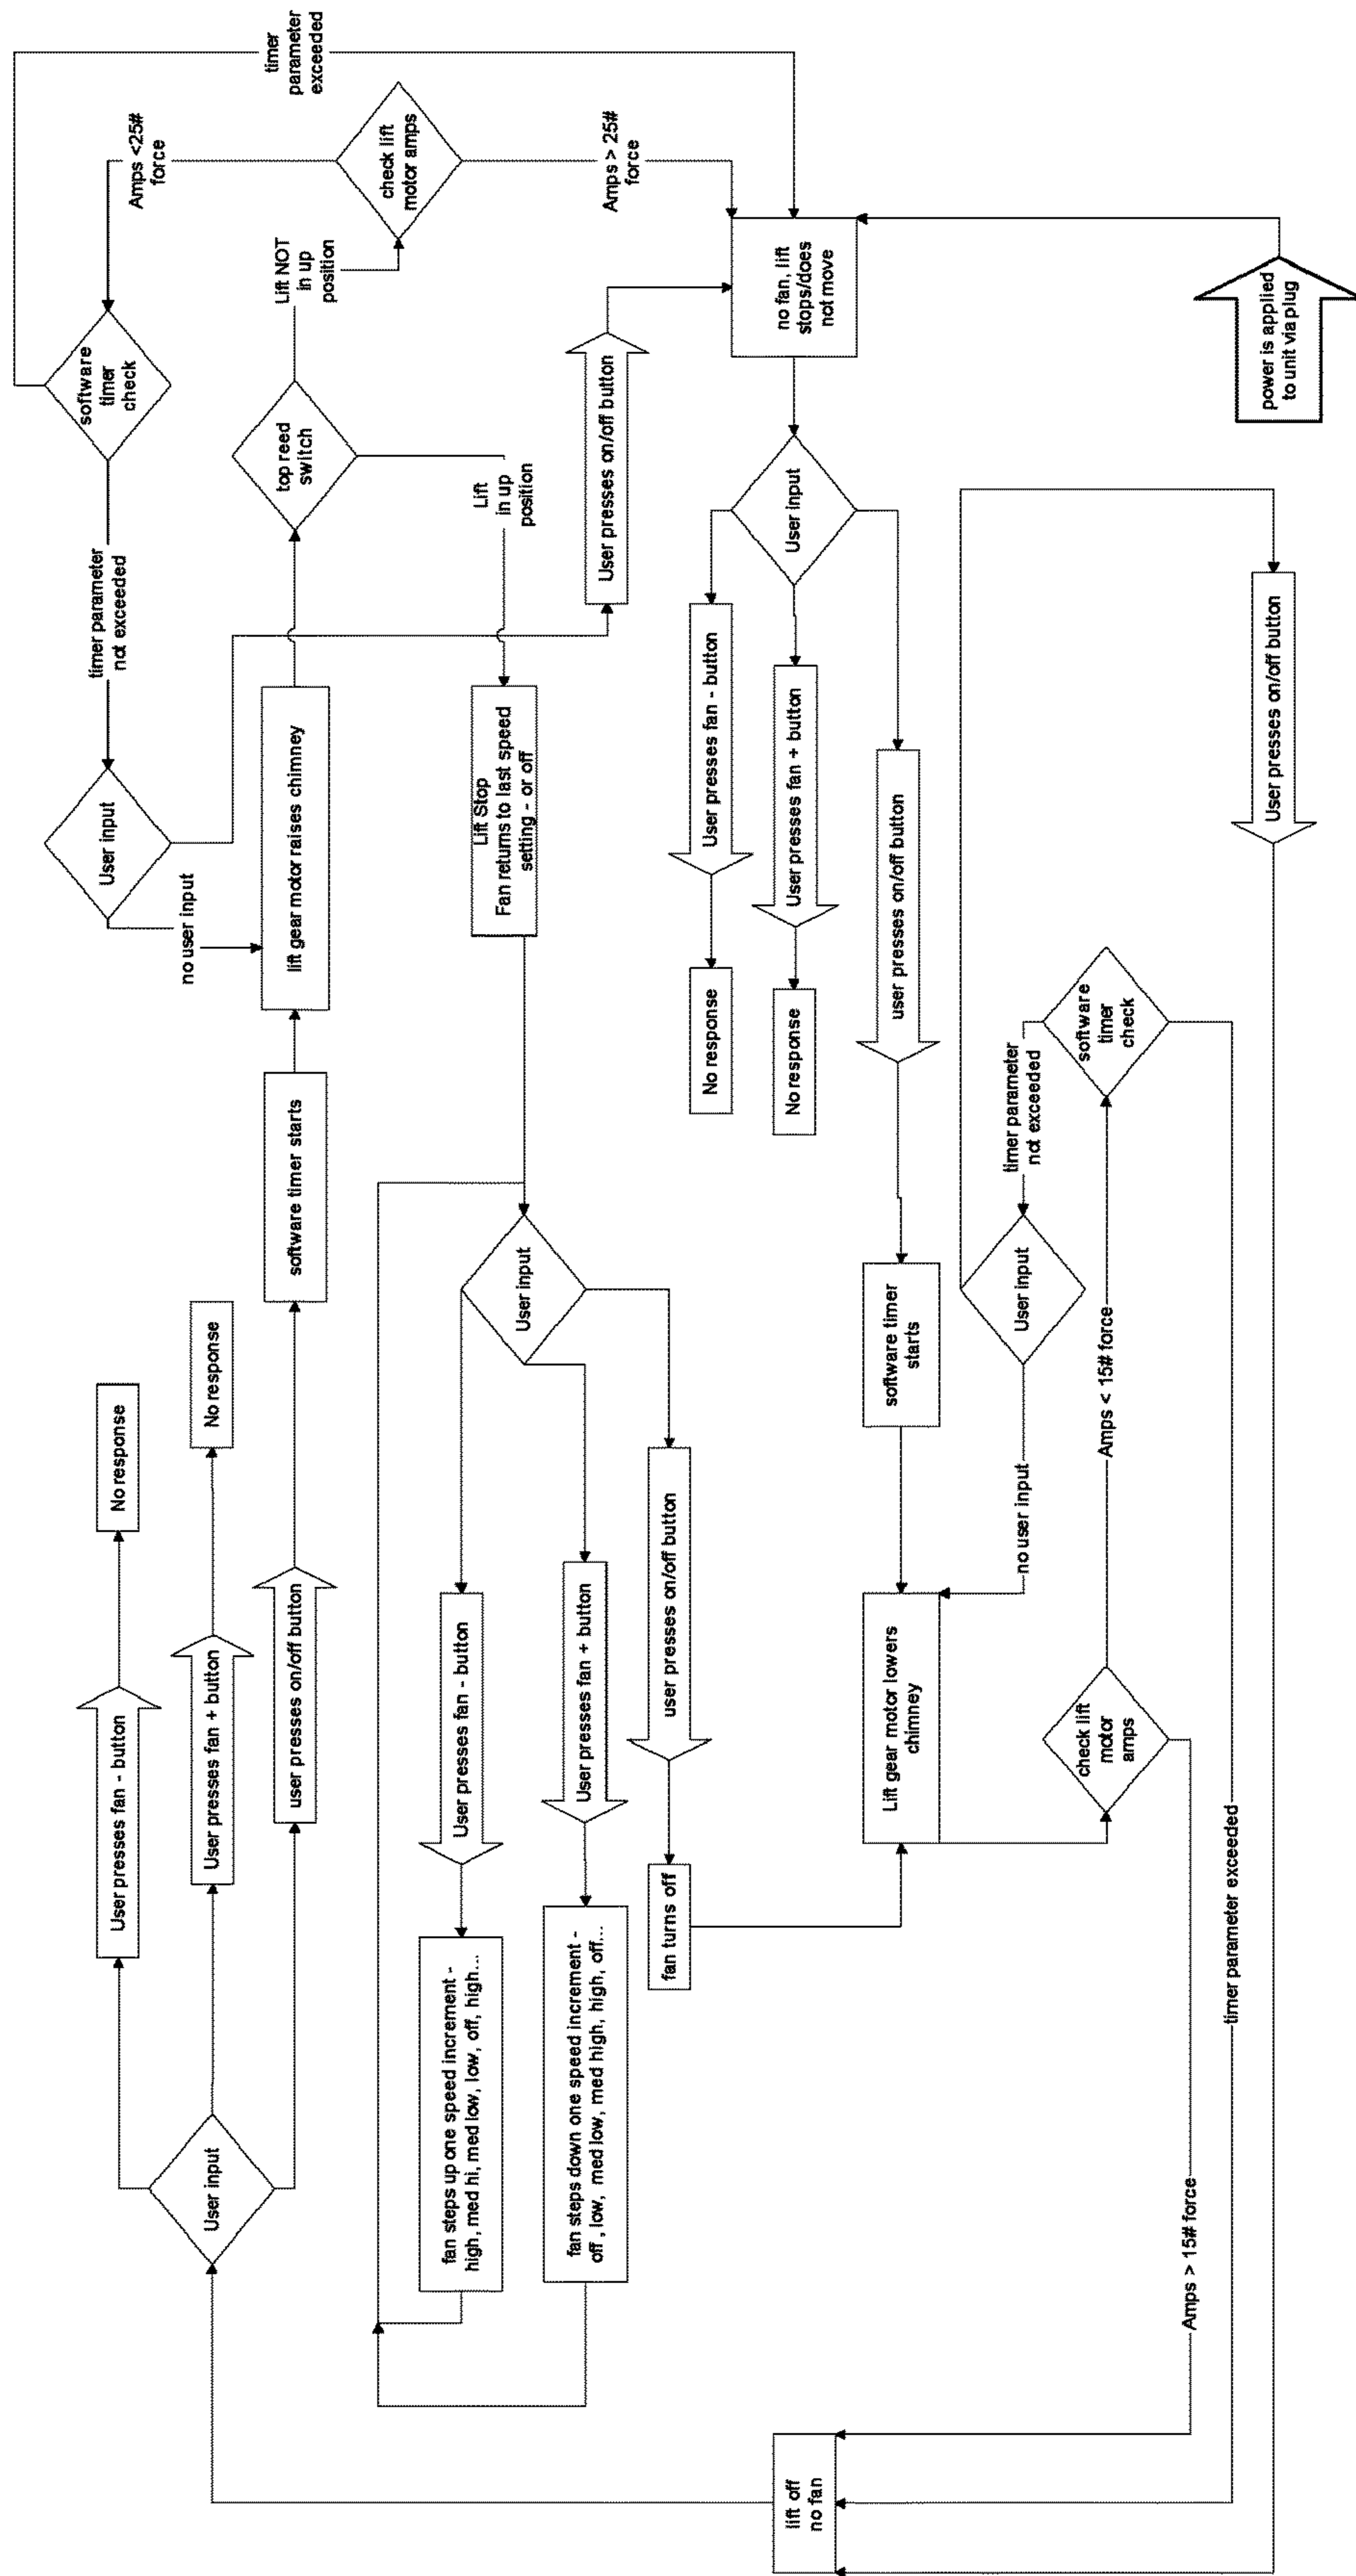 User presses fan - button
No response
User input
User presses fan + button
No response
user presses on/off button
software timer starts
lift gear motor raises chimney
no user input
User input
timer parameter
not exceeded
software
timer
check
Amps <25#
force
timer
parameter
exceeded
top reed
switch
Lift NOT
in up
position
check lift
motor amps
Amps > 25#
force
Lift
in up
position
Lift Stop
Fan returns to last speed
setting - or off
User input
User presses fan - button
fan steps up one speed increment -
high, med hi, med low, low, off, high...
User presses fan + button
fan steps down one speed increment -
off , low, med low, med high, high, off...
user presses on/off button
fan turns off
User presses on/off button
no fan, lift
stops/does
not move
User input
User presses fan - button
No response
User presses fan + button
No response
user presses on/off button
software timer
starts
Lift gear motor lowers
chimney
no user input
User input
timer parameter
not exceeded
software
timer
check
check lift
motor
amps
Amps < 15# force
Amps > 15# force
timer parameter exceeded
User presses on/off button
lift off
no fan
power is applied
to unit via plug